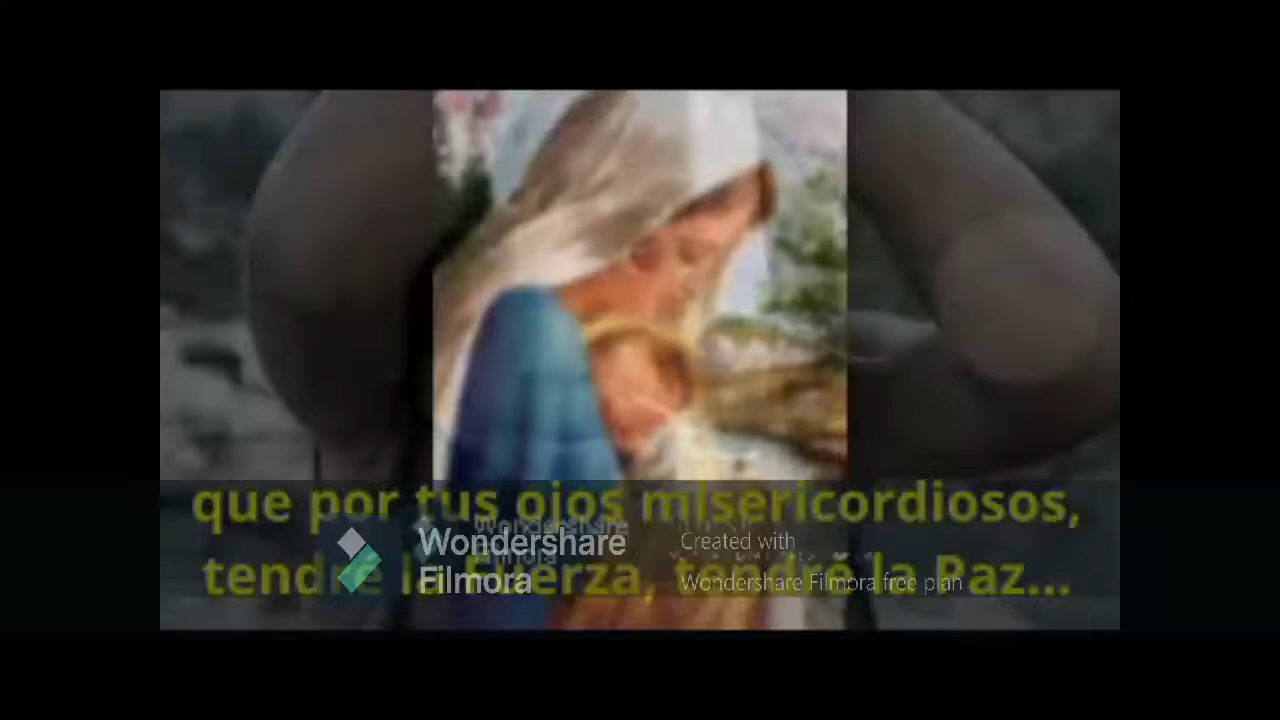 que por tus ojos misericordiosos,
tendré la Fuerza, tendré la Paz...
Wondershare
Filmora
Created with
Wondershare Filmora free plan